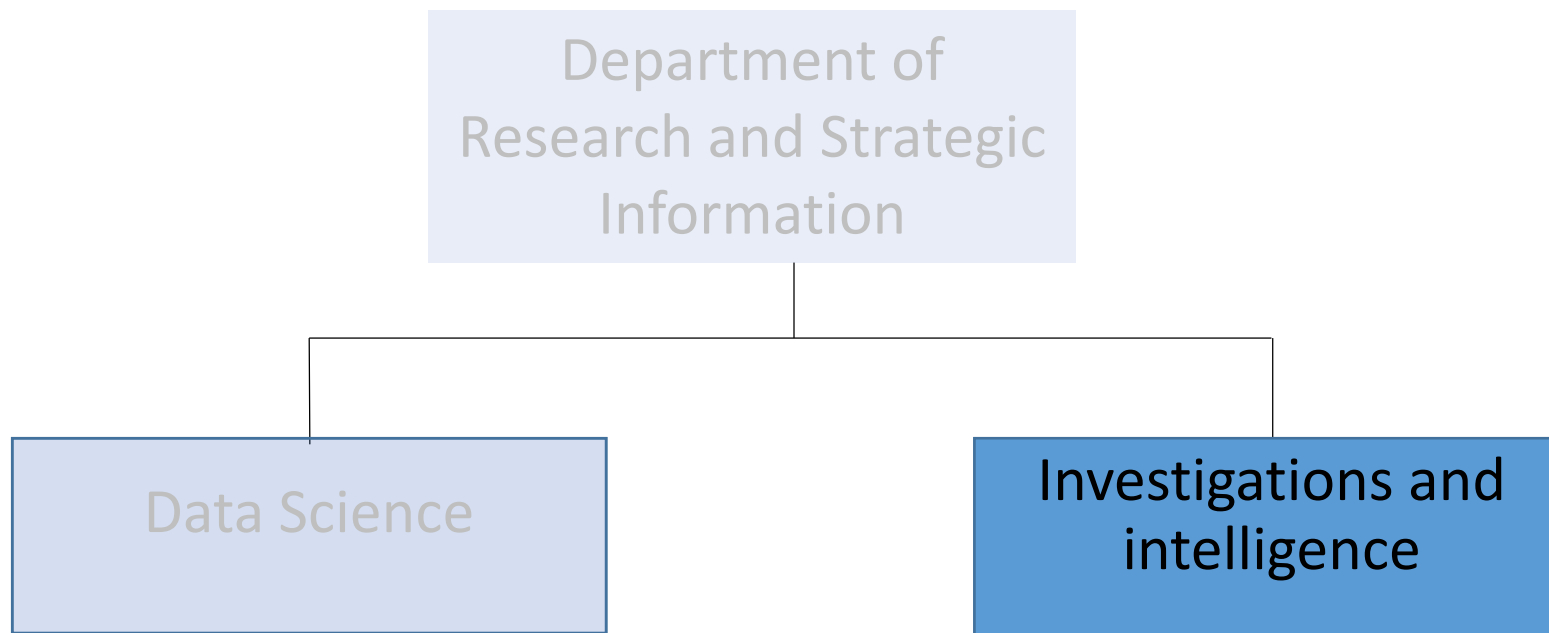 Department of
Research and Strategic
Information
Data Science
Investigations and
intelligence